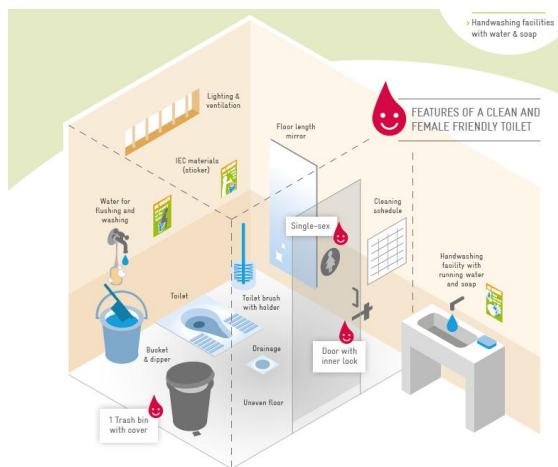 > Handwashing facilities
with water & soap
FEATURES OF A CLEAN AND
FEMALE FRIENDLY TOILET
Lighting &
ventilation
Floor length
mirror
IEC materials
(sticker)
Water for
flushing and
washing
Single-sex
Cleaning
schedule
Handwashing
facility with
running water
and soap
Toilet
Toilet brush
with holder
Door with
inner look
Drainage
Busket
& dipper
Uneven floor
1 Trash bin
with cover